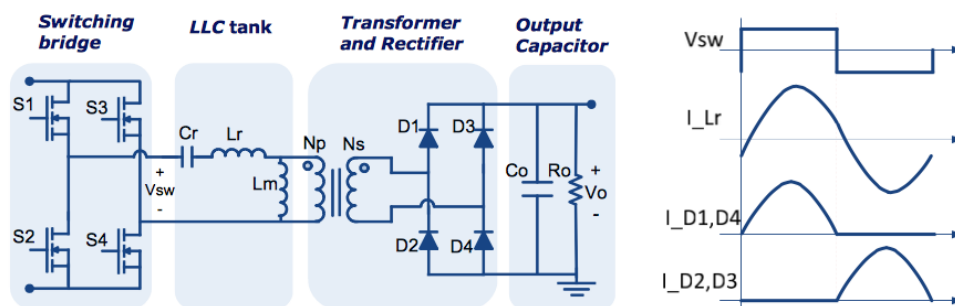 Switching
bridge
LLC tank
Transformer
and Rectifier
Output
Capacitor
S1
S3
Cr
Lr
Np
Ns
D1
D3
Lm
+
Vsw
-
Co
Ro
+
Vo
-
S2
S4
D2
D4
Vsw
I_Lr
I_D1,D4
I_D2,D3